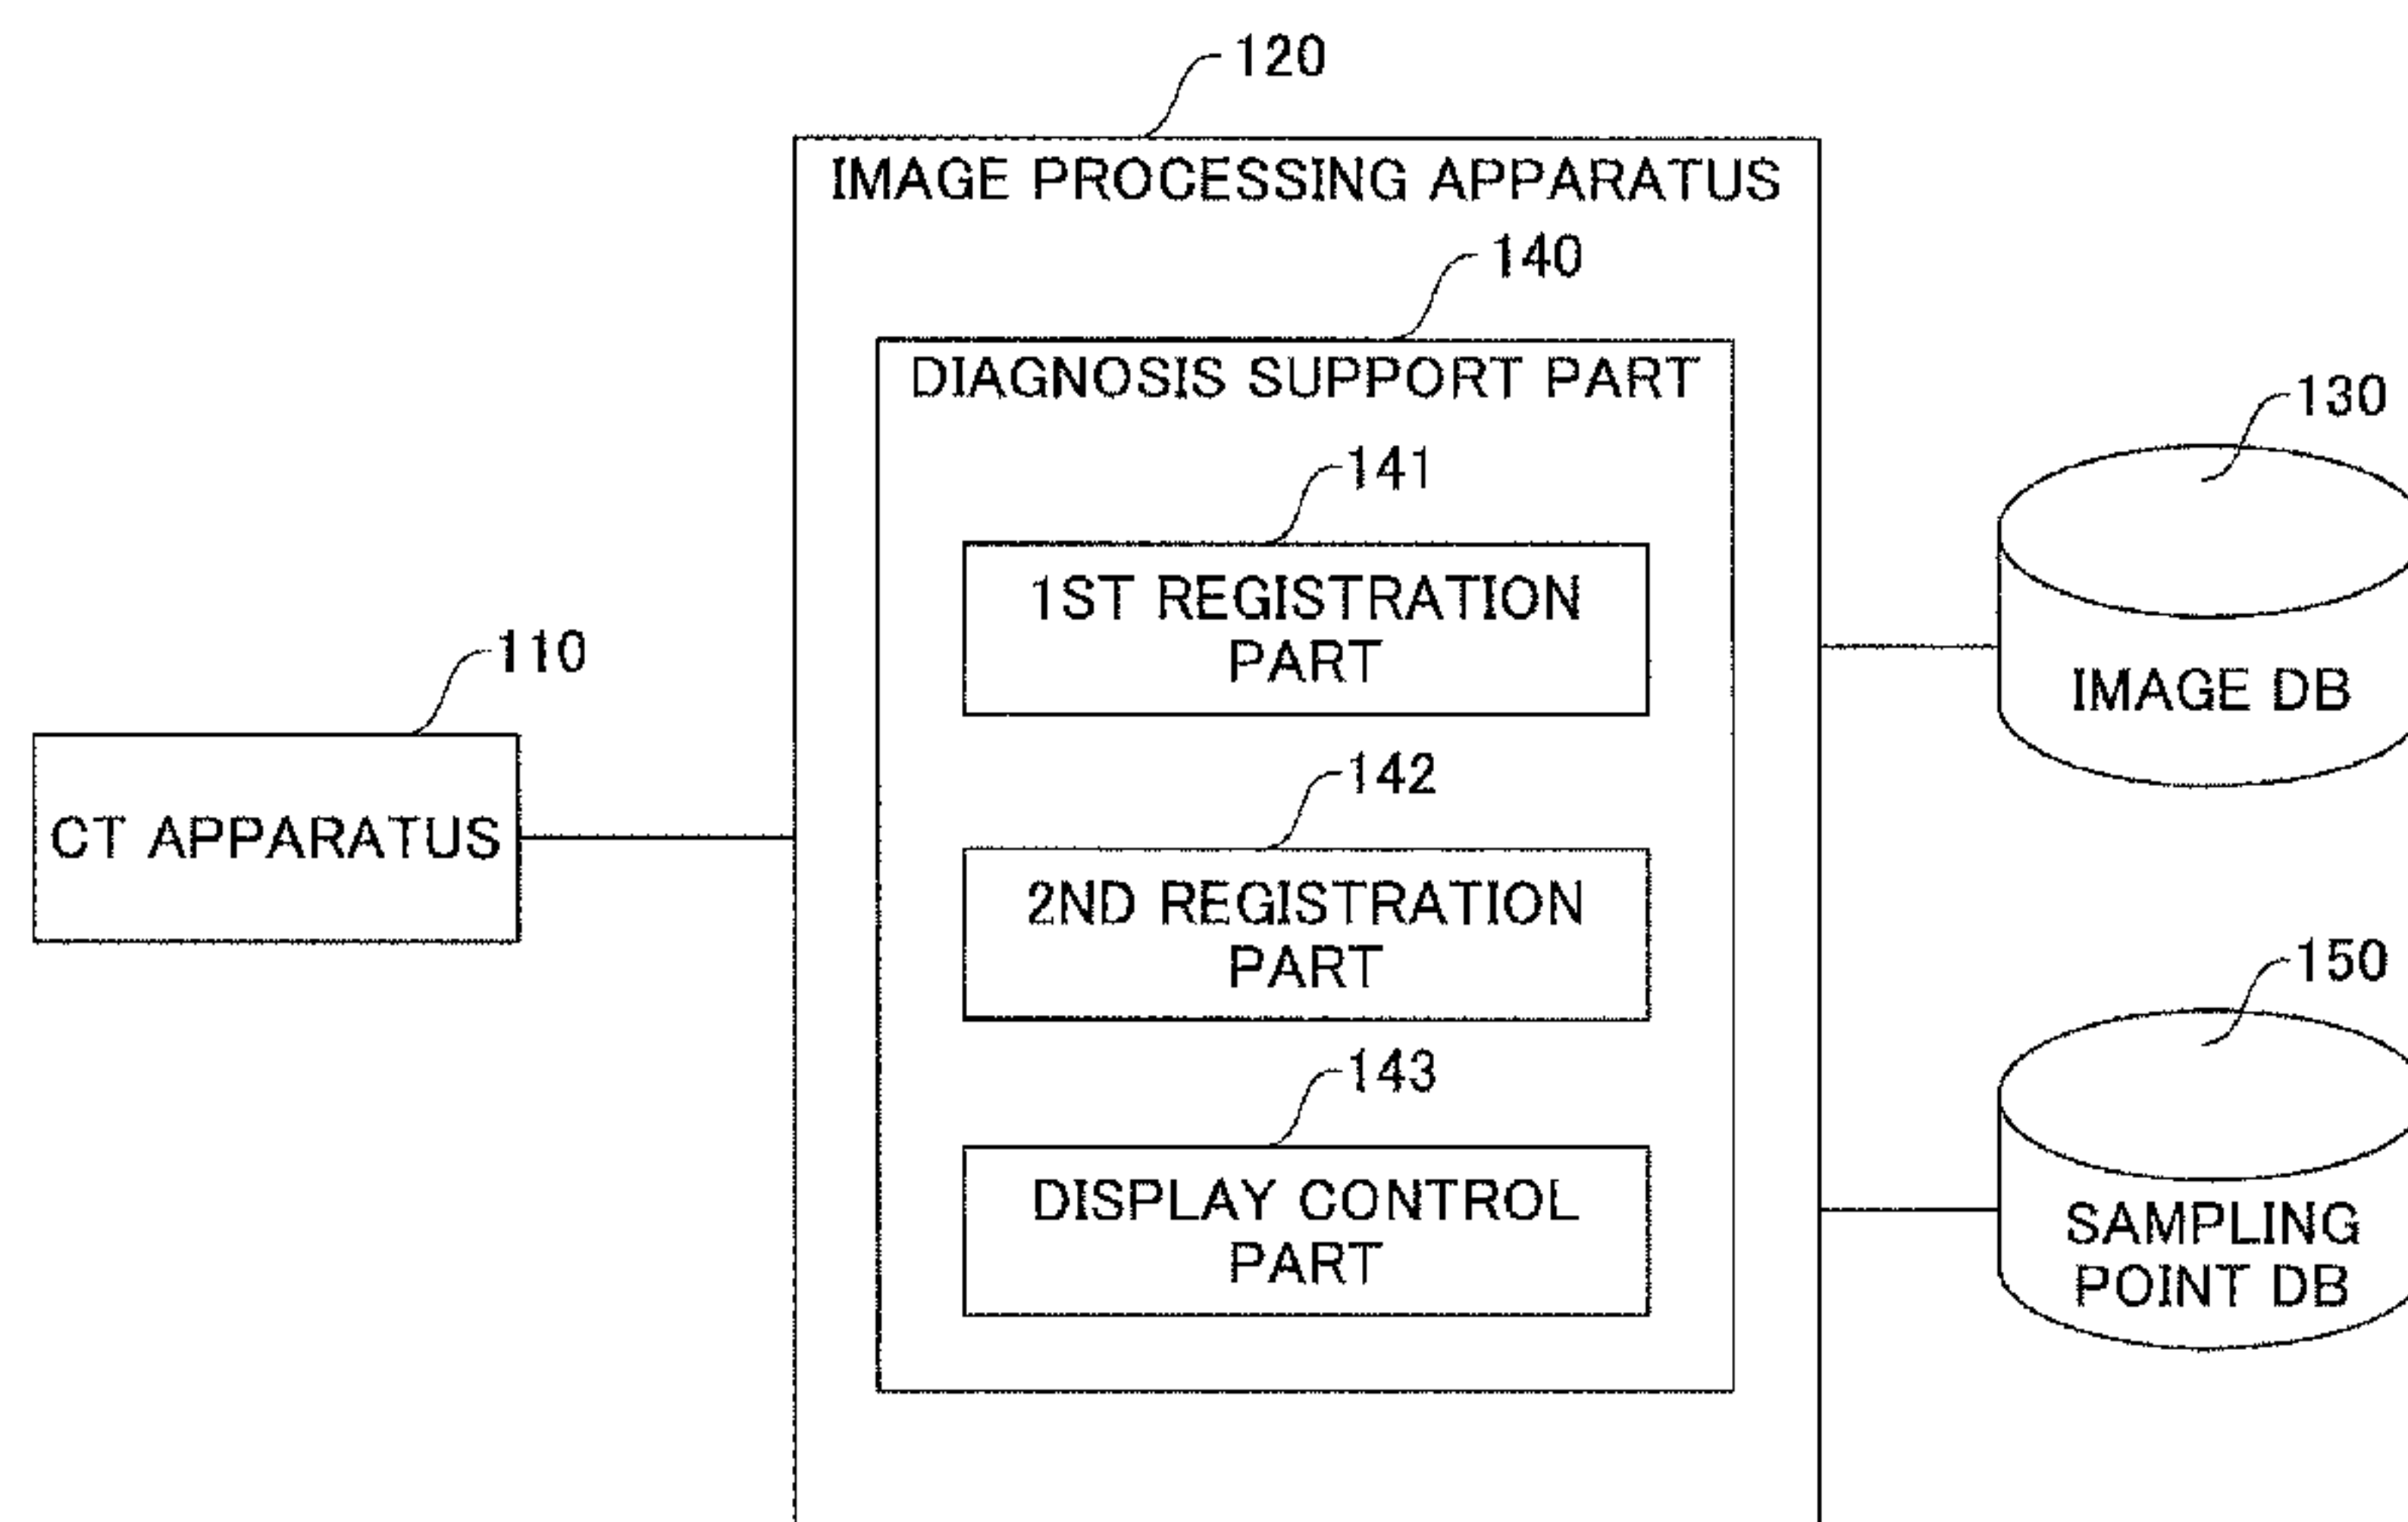 120
IMAGE PROCESSING APPARATUS
140
DIAGNOSIS SUPPORT PART
130
141
1ST REGISTRATION
PART
110
IMAGE DB
142
CT APPARATUS
2ND REGISTRATION
PART
150
143
DISPLAY CONTROL
PART
SAMPLING
POINT DB